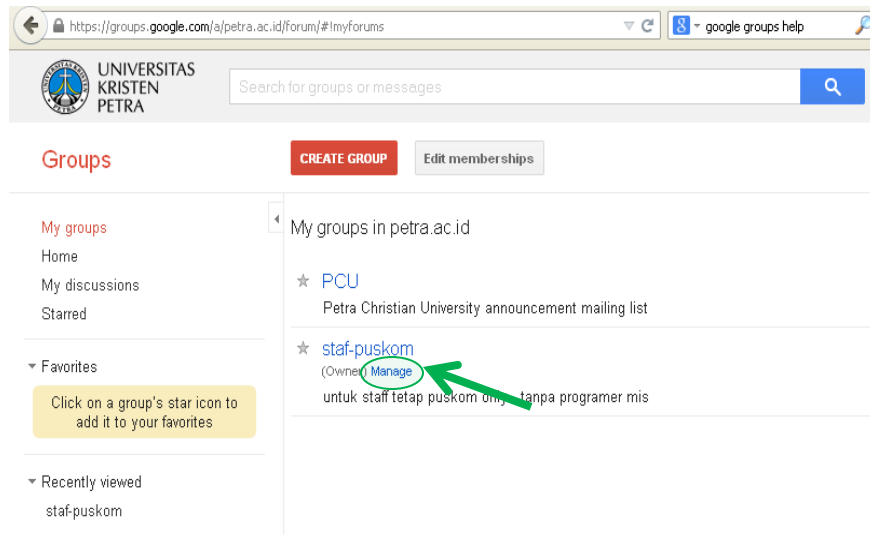 https://groups.google.com/a/petra.ac.id/forum/#!myforums
google groups help
UNIVERSITAS
KRISTEN
PETRA
Search for groups or messages
Groups
CREATE GROUP
Edit memberships
My groups
Home
My discussions
Starred
Favorites
Click on a group's star icon to
add it to your favorites
Recently viewed
staf-puskom
My groups in petra.ac.id
PCU
Petra Christian University announcement mailing list
staf-puskom
(Owner) Manage
untuk staff tetap puskom only tanpa programer mis